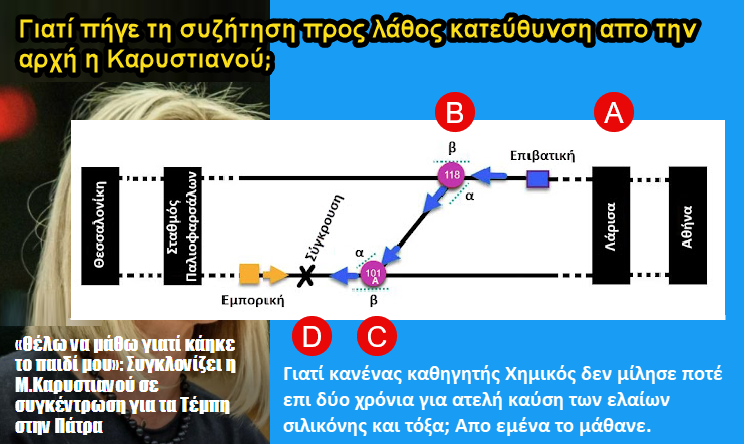 Γιατί πήγε τη συζήτηση προς λάθος κατεύθυνση απο την
αρχή η Καρυστιανού;
B
A
β
118
α
Επιβατική
Θεσσαλονίκη
Σταθμός
Παλιοφαρσάλων
Σύγκρουση
Λάρισα
Αθήνα
α
101
A
β
Εμπορική
D
C
«Θέλω να μάθω γιατί κάηκε
το παιδί μου»: Συγκλονίζει η
Μ.Καρυστιανού σε
συγκέντρωση για τα Τέμπη
στην Πάτρα
Γιατί κανένας καθηγητής Χημικός δεν μίλησε ποτέ
επι δύο χρόνια για ατελή καύση των ελαίων
σιλικόνης και τόξα; Απο εμένα το μάθανε.